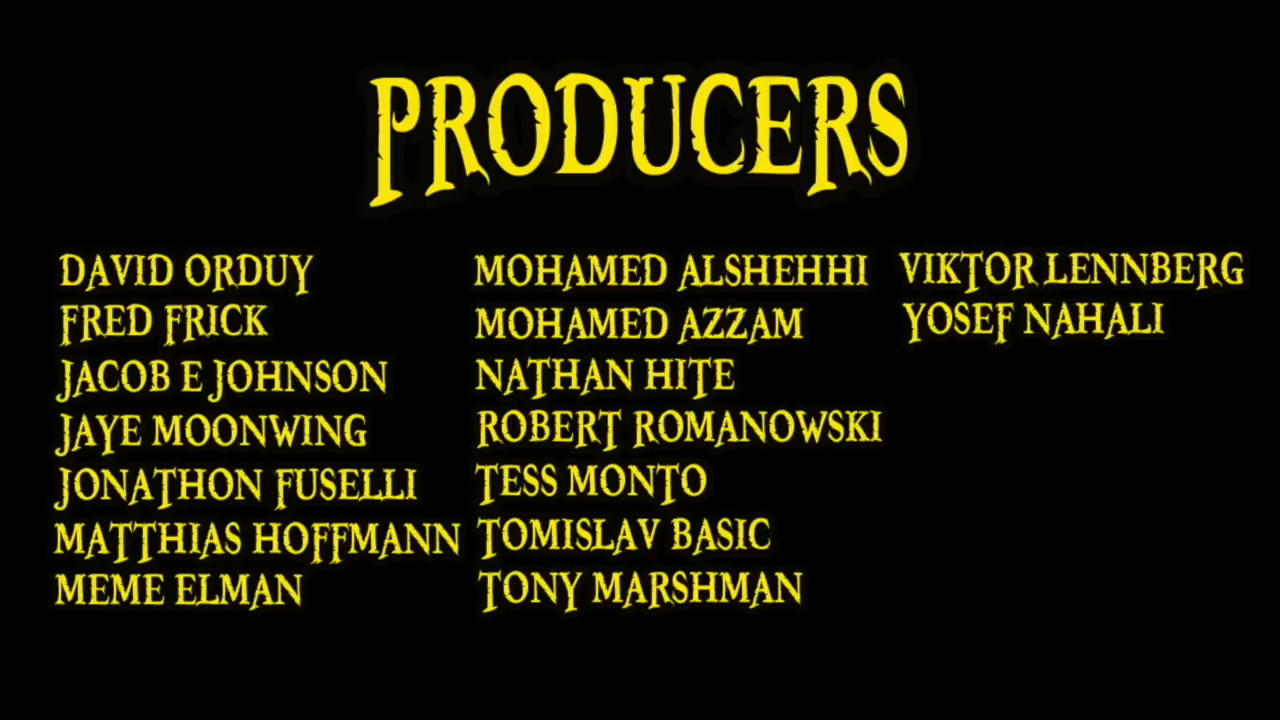 PRODUCERS
DAVID ORDUY
FRED FRICK
JACOB E JOHNSON
JAYE MOONWING
JONATHON FUSELLI
MATTHIAS HOFFMANN
MEME ELMAN
MOHAMED ALSHEHHI
MOHAMED AZZAM
NATHAN HITE
ROBERT ROMANOWSKI
TESS MONTO
TOMISLAV BASIC
TONY MARSHMAN
VIKTOR LENNBERG
YOSEF NAHALI